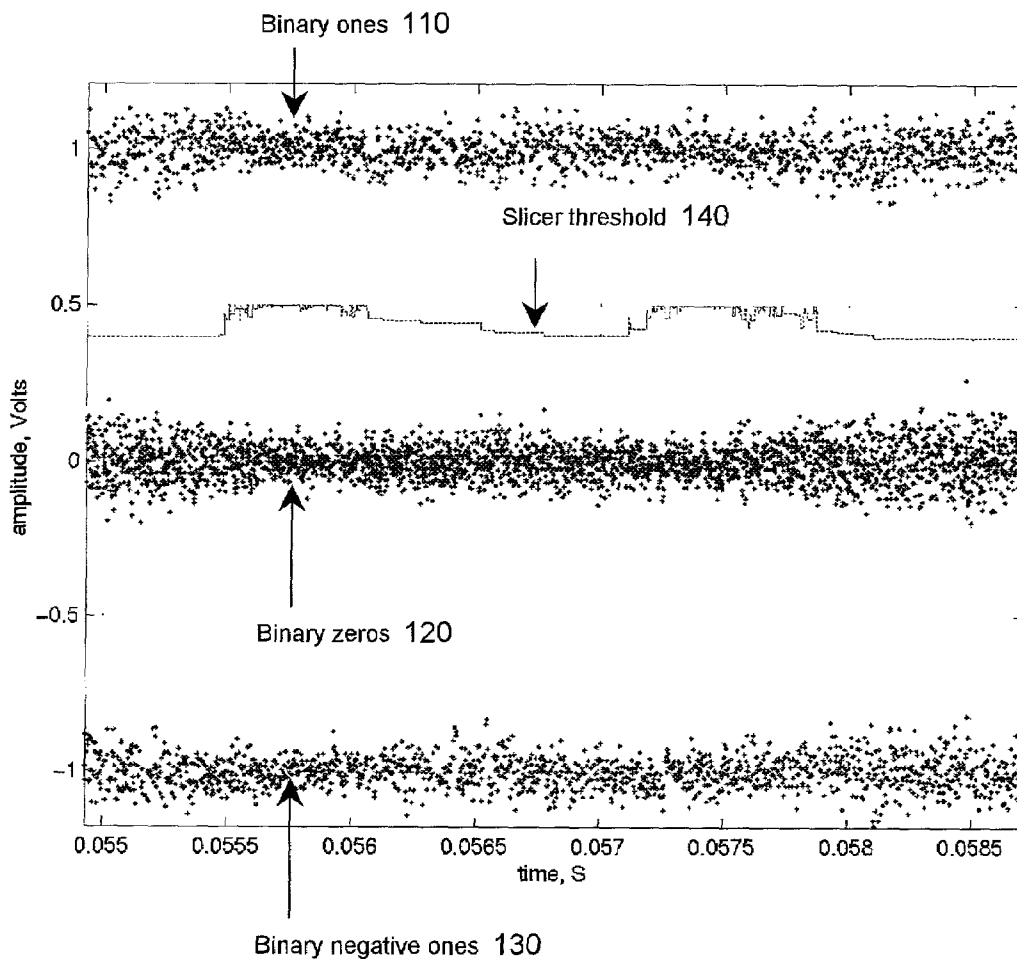 Binary ones 110
1
Slicer threshold 140
0.5
amplitude, Volts
0
-0.5
Binary zeros 120
-1
0.055 0.0555 0.056 0.0565 0.057 0.0575 0.058 0.0585
time, S
Binary negative ones 130